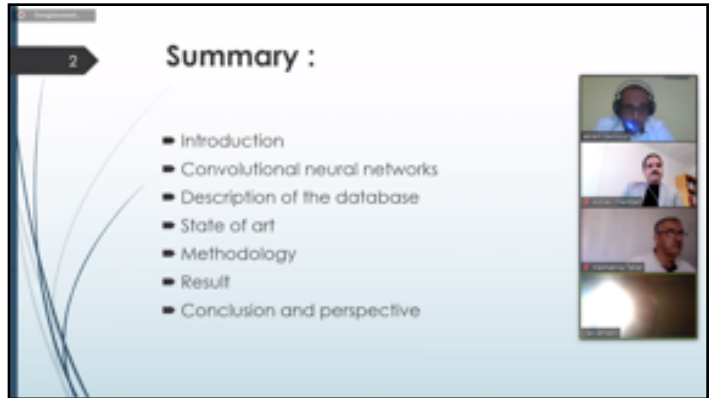 2
Summary :
Introduction
Convolutional neural networks
Description of the database
State of art
Methodology
Result
Conclusion and perspective